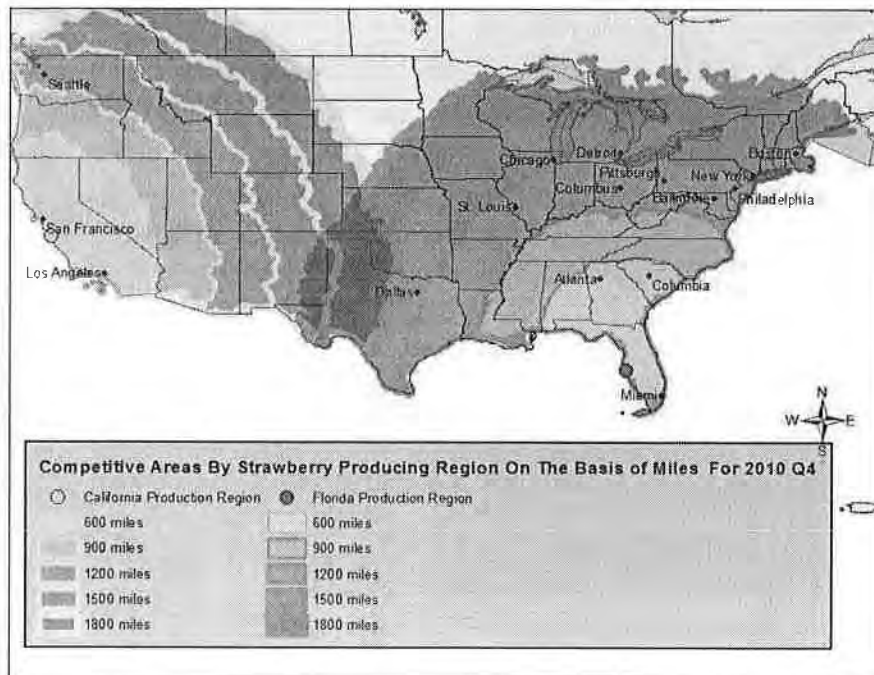 Seattle
Chicago
Detroit
Boston
Pittsburgh
New York
Columbus
Baltimore
Philadelphia
St. Louis
San Francisco
Los Angeles
Atlanta
Columbia
Dallas
Miami
N
W E
S
Competitive Areas By Strawberry Producing Region On The Basis of Miles For 2010 Q4
California Production Region Florida Production Region
600 miles 600 miles
900 miles 900 miles
1200 miles 1200 miles
1500 miles 1500 miles
1800 miles 1800 miles